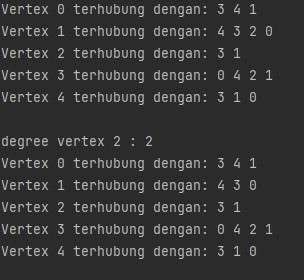 Vertex 0 terhubung dengan: 3 4 1
Vertex 1 terhubung dengan: 4 3 2 0
Vertex 2 terhubung dengan: 3 1
Vertex 3 terhubung dengan: 0 4 2 1
Vertex 4 terhubung dengan: 3 1 0
degree vertex 2 : 2
Vertex 0 terhubung dengan: 3 4 1
Vertex 1 terhubung dengan: 4 3 0
Vertex 2 terhubung dengan: 3 1
Vertex 3 terhubung dengan: 0 4 2 1
Vertex 4 terhubung dengan: 3 1 0